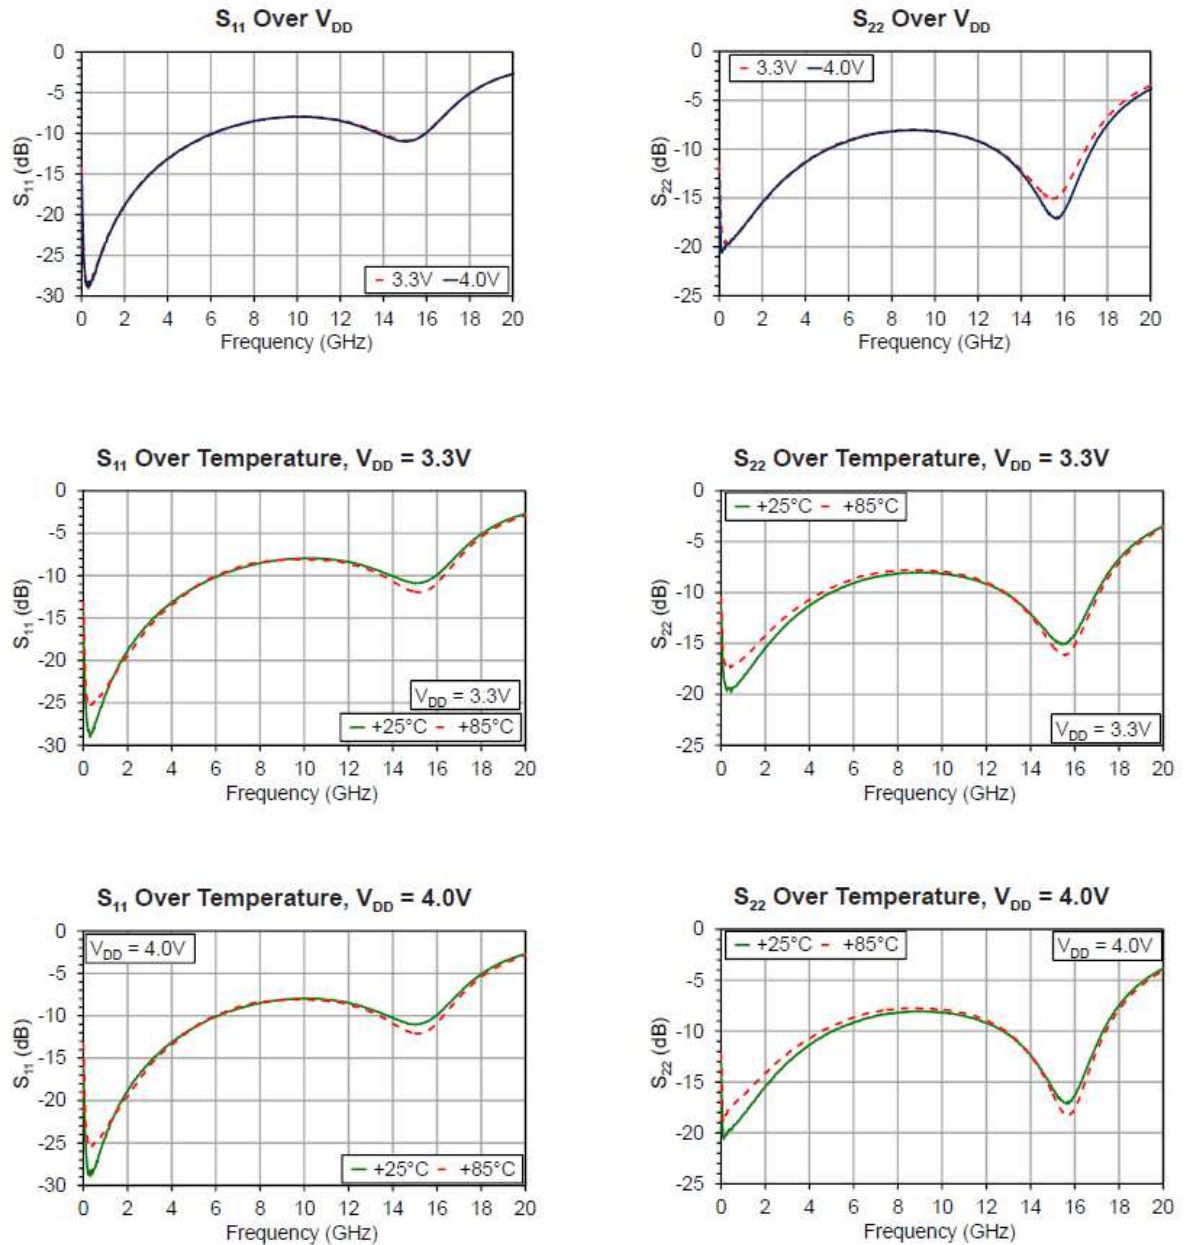 S11 Over VDD
0
-5
-10
-15
-20
-25
-30
S11 (dB)
3.3V 4.0V
0 2 4 6 8 10 12 14 16 18 20
Frequency (GHz)
S22 Over VDD
0
-5
-10
-15
-20
-25
S22 (dB)
3.3V 4.0V
0 2 4 6 8 10 12 14 16 18 20
Frequency (GHz)
S11 Over Temperature, VDD = 3.3V
0
-5
-10
-15
-20
-25
-30
S11 (dB)
VDD = 3.3V
+25°C +85°C
0 2 4 6 8 10 12 14 16 18 20
Frequency (GHz)
S22 Over Temperature, VDD = 3.3V
0
-5
-10
-15
-20
-25
S22 (dB)
+25°C +85°C
VDD = 3.3V
0 2 4 6 8 10 12 14 16 18 20
Frequency (GHz)
S11 Over Temperature, VDD = 4.0V
0
-5
-10
-15
-20
-25
-30
S11 (dB)
VDD = 4.0V
+25°C +85°C
0 2 4 6 8 10 12 14 16 18 20
Frequency (GHz)
S22 Over Temperature, VDD = 4.0V
0
-5
-10
-15
-20
-25
S22 (dB)
+25°C +85°C
VDD = 4.0V
0 2 4 6 8 10 12 14 16 18 20
Frequency (GHz)